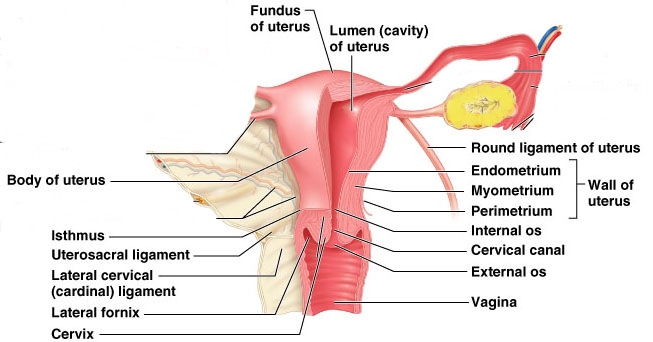 Fundus
of uterus
Lumen (cavity)
of uterus
Round ligament of uterus
Endometrium
Myometrium
Perimetrium
Wall of
uterus
Internal os
Cervical canal
External os
Vagina
Body of uterus
Isthmus
Uterosacral ligament
Lateral cervical
(cardinal) ligament
Lateral fornix
Cervix